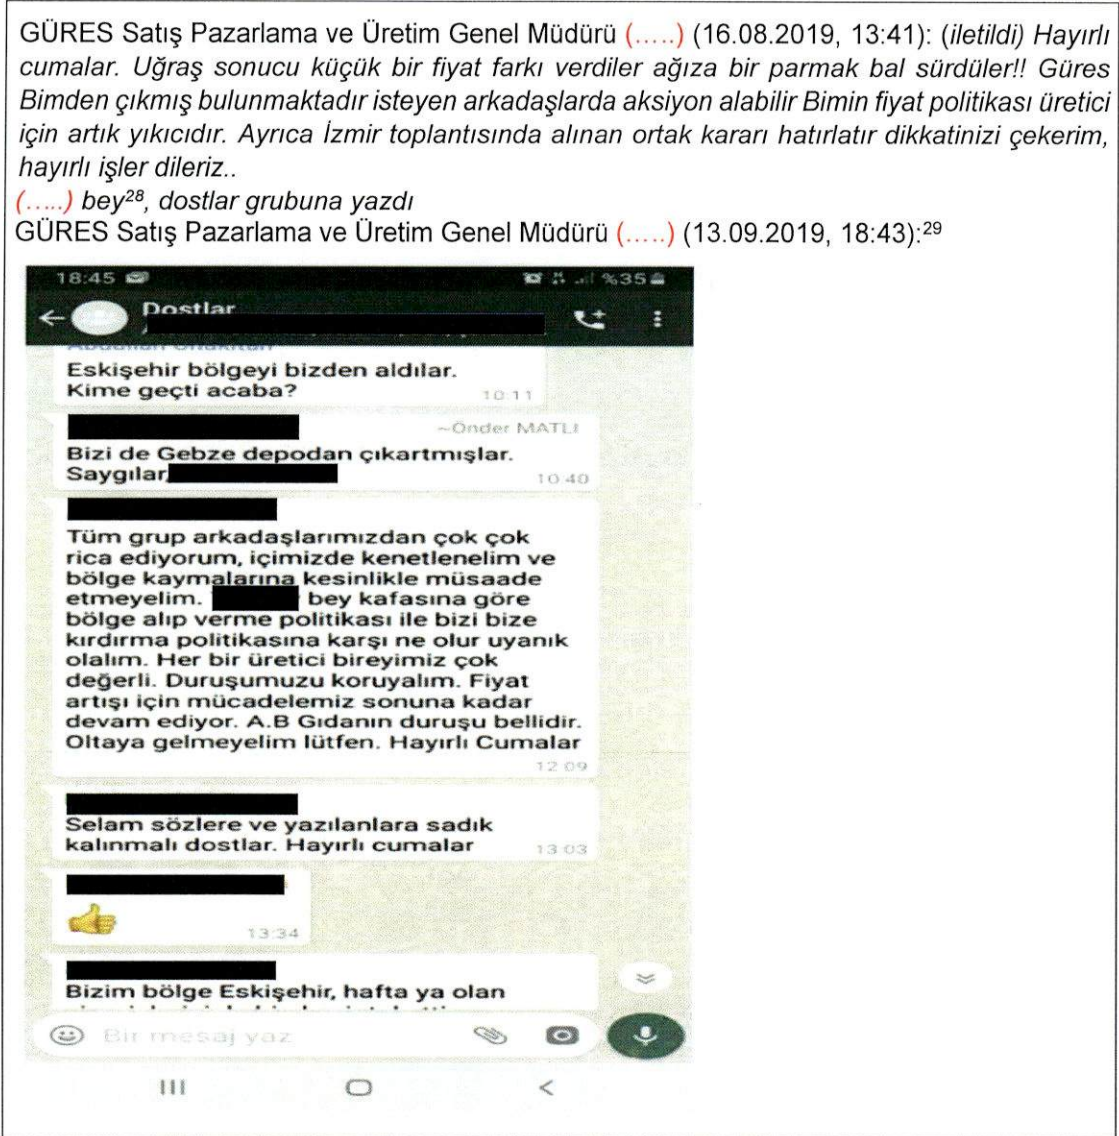 GÜRES Satış Pazarlama ve Üretim Genel Müdürü (…..) (16.08.2019, 13:41): (iletildi) Hayırlı
cumalar. Uğraş sonucu küçük bir fiyat farkı verdiler ağıza bir parmak bal sürdüler!! Güres
Bimden çıkmış bulunmaktadır isteyen arkadaşlarda aksiyon alabilir Bimin fiyat politikası üretici
için artık yıkıcıdır. Ayrıca İzmir toplantısında alınan ortak kararı hatırlatır dikkatinizi çekerim,
hayırlı işler dileriz..
(…..) bey²⁸, dostlar grubuna yazdı
GÜRES Satış Pazarlama ve Üretim Genel Müdürü (…..) (13.09.2019, 18:43):²⁹
18:45 %35
Dostlar
Eskişehir bölgeyi bizden aldılar.
Kime geçti acaba?
10:11
~Önder MATLI
Bizi de Gebze depodan çıkartmışlar.
Saygılar,
10:40
Tüm grup arkadaşlarımızdan çok çok
rica ediyorum, içimizde kenetlenelim ve
bölge kaymalarına kesinlikle müsaade
etmeyelim. bey kafasına göre
bölge alıp verme politikası ile bizi bize
kırdırma politikasına karşı ne olur uyanık
olalım. Her bir üretici bireyimiz çok
değerli. Duruşumuzu koruyalım. Fiyat
artışı için mücadelemiz sonuna kadar
devam ediyor. A.B Gıdanın duruşu bellidir.
Oltaya gelmeyelim lütfen. Hayırlı Cumalar
12:09
Selam sözlere ve yazılanlara sadık
kalınmalı dostlar. Hayırlı cumalar
13:03
13:34
Bizim bölge Eskişehir, hafta ya olan
Bir mesaj yaz